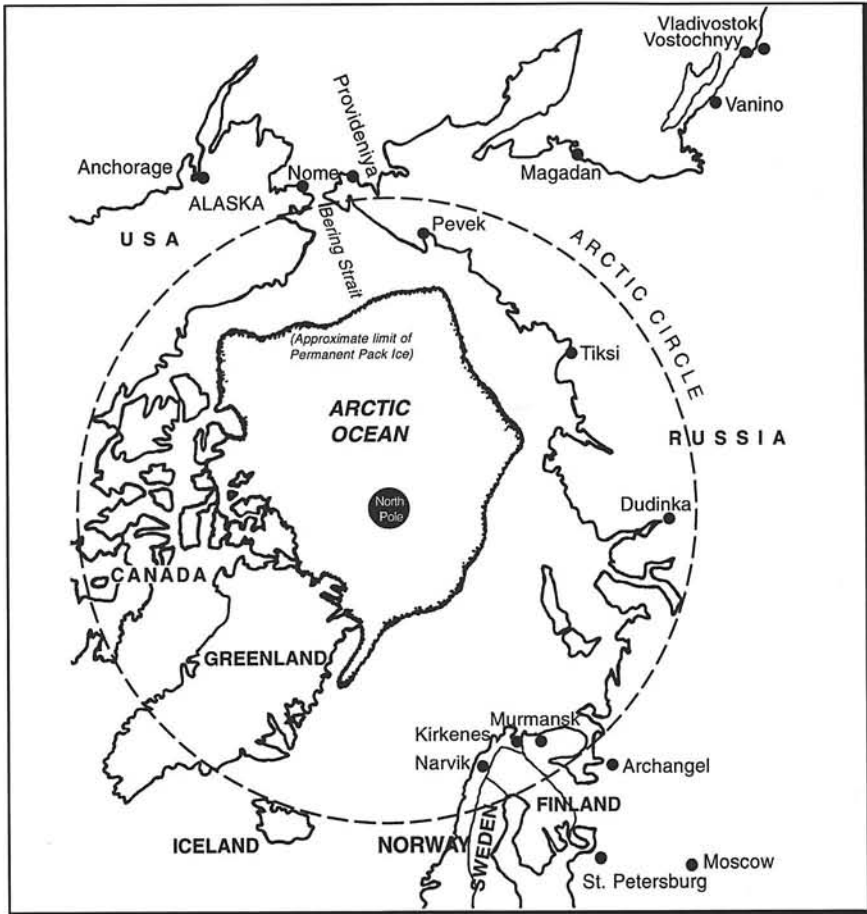 Vladivostok
Vostochnyy
Vanino
Provideniya
Anchorage
Nome
Magadan
ALASKA
USA
Pevek
Bering Strait
ARCTIC CIRCLE
(Approximate limit of
Permanent Pack Ice)
Tiksi
ARCTIC
OCEAN
RUSSIA
North
Pole
Dudinka
CANADA
GREENLAND
Murmansk
Kirkenes
Narvik
Archangel
FINLAND
ICELAND
NORWAY
SWEDEN
Moscow
St. Petersburg